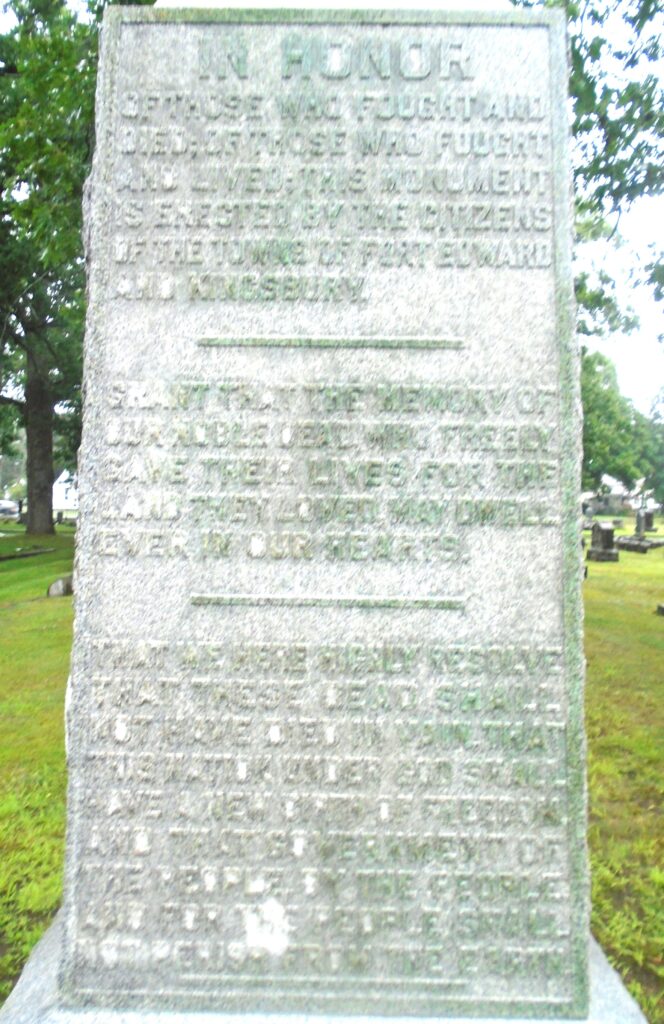 IN HONOR
OF THOSE WHO FOUGHT AND
DIED, OF THOSE WHO FOUGHT
AND LIVED; THIS MONUMENT
IS ERECTED BY THE CITIZENS
OF THE TOWNS OF FORT EDWARD
AND KINGSBURY.
GRANT THAT THE MEMORY OF
OUR NOBLE DEAD, WHO FREELY
GAVE THEIR LIVES FOR THE
LAND THEY LOVED, MAY DWELL
EVER IN OUR HEARTS.
THAT WE HERE HIGHLY RESOLVE
THAT THESE DEAD SHALL
NOT HAVE DIED IN VAIN, THAT
THIS NATION UNDER GOD SHALL
HAVE A NEW BIRTH OF FREEDOM,
AND THAT GOVERNMENT OF
THE PEOPLE, BY THE PEOPLE
AND FOR THE PEOPLE, SHALL
NOT PERISH FROM THE EARTH